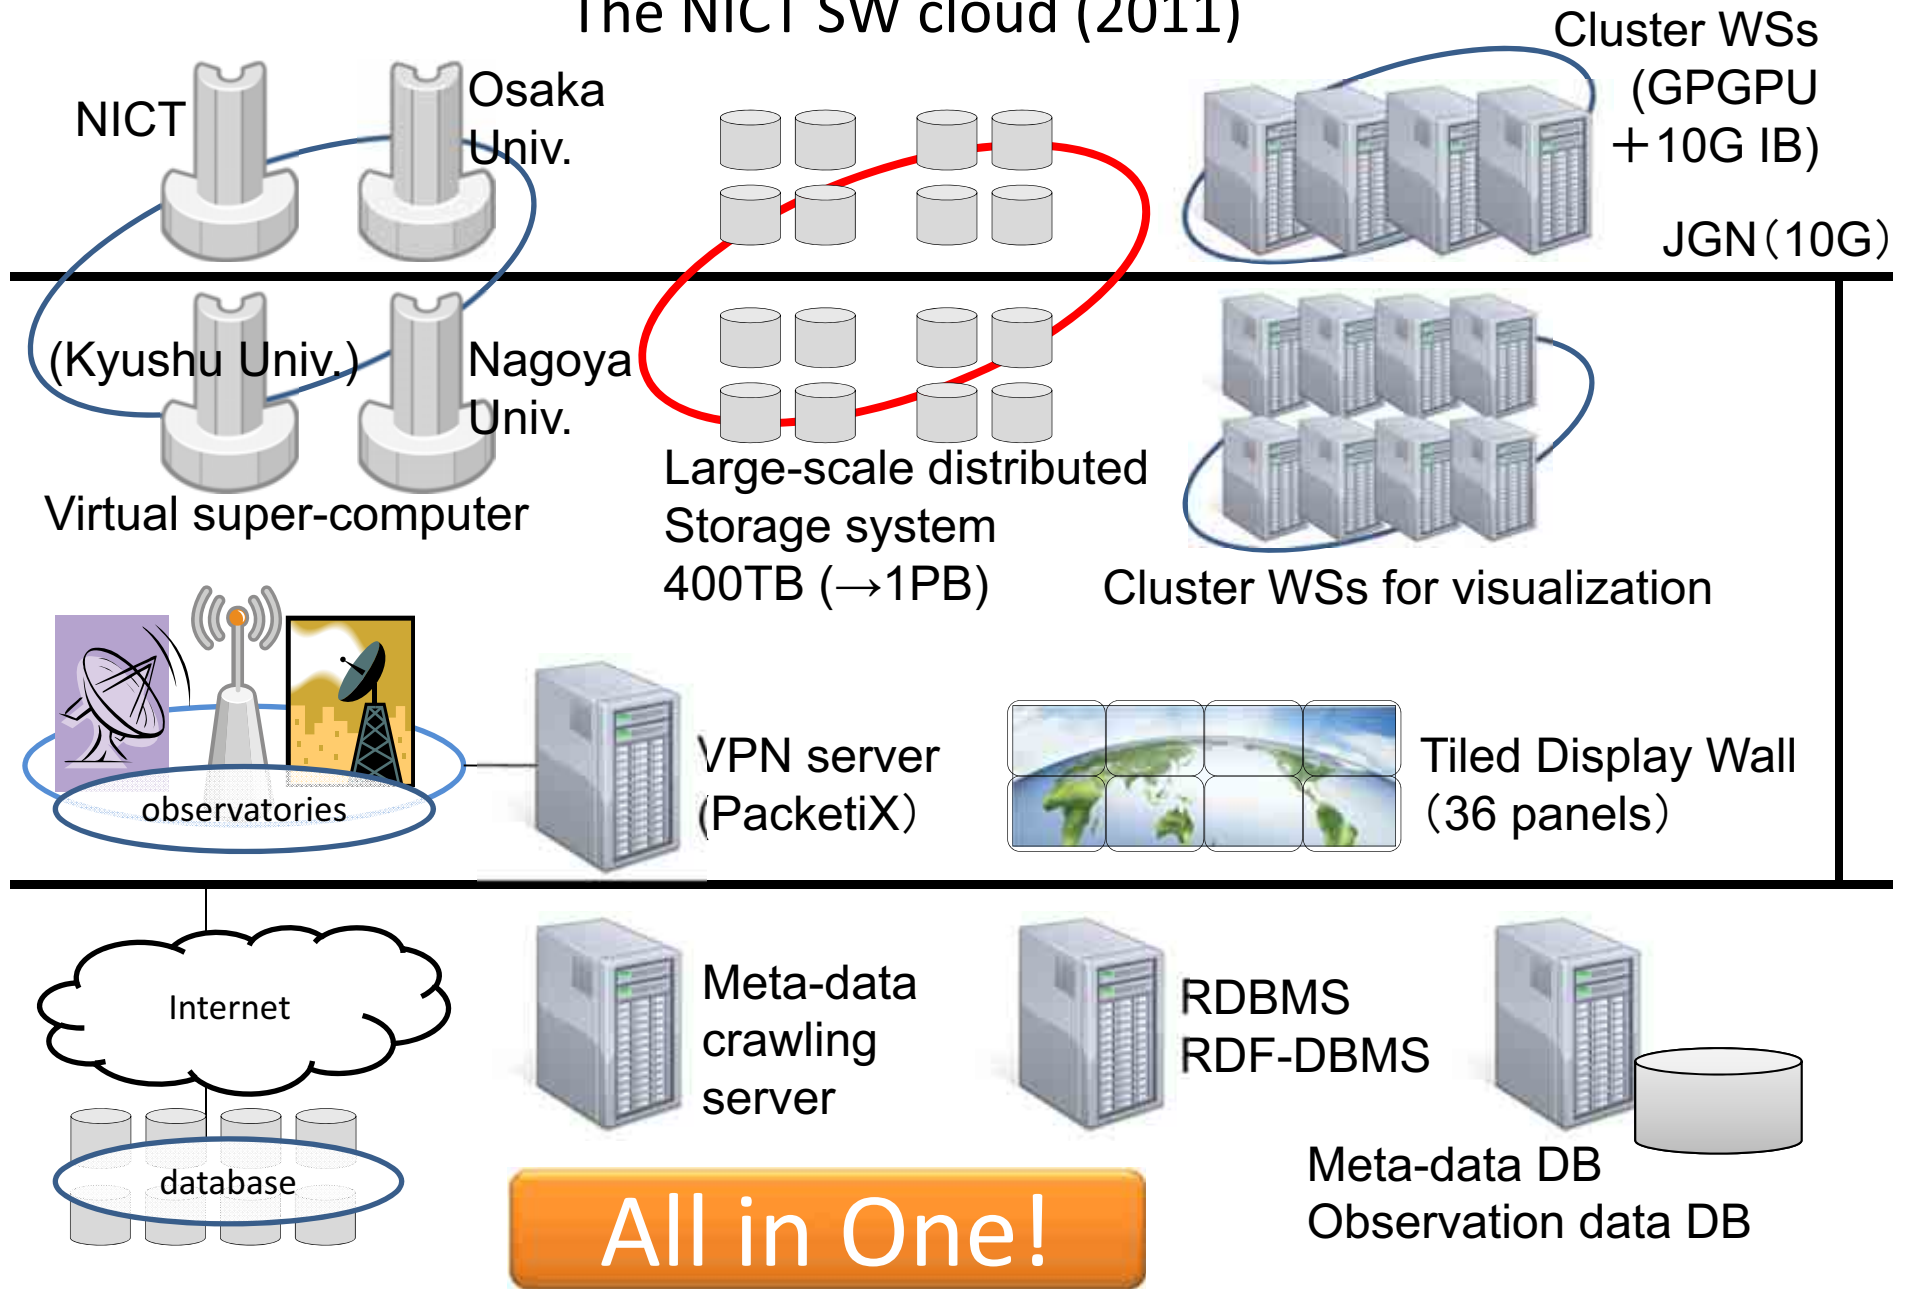 The NICT SW cloud (2011)
NICT
Osaka
Univ.
Cluster WSs
(GPGPU
＋10G IB)
JGN（10G）
(Kyushu Univ.)
Nagoya
Univ.
Virtual super-computer
Large-scale distributed
Storage system
400TB (→1PB)
Cluster WSs for visualization
observatories
VPN server
(PacketiX）
Tiled Display Wall
（36 panels）
Internet
Meta-data
crawling
server
RDBMS
RDF-DBMS
database
Meta-data DB
Observation data DB
All in One!